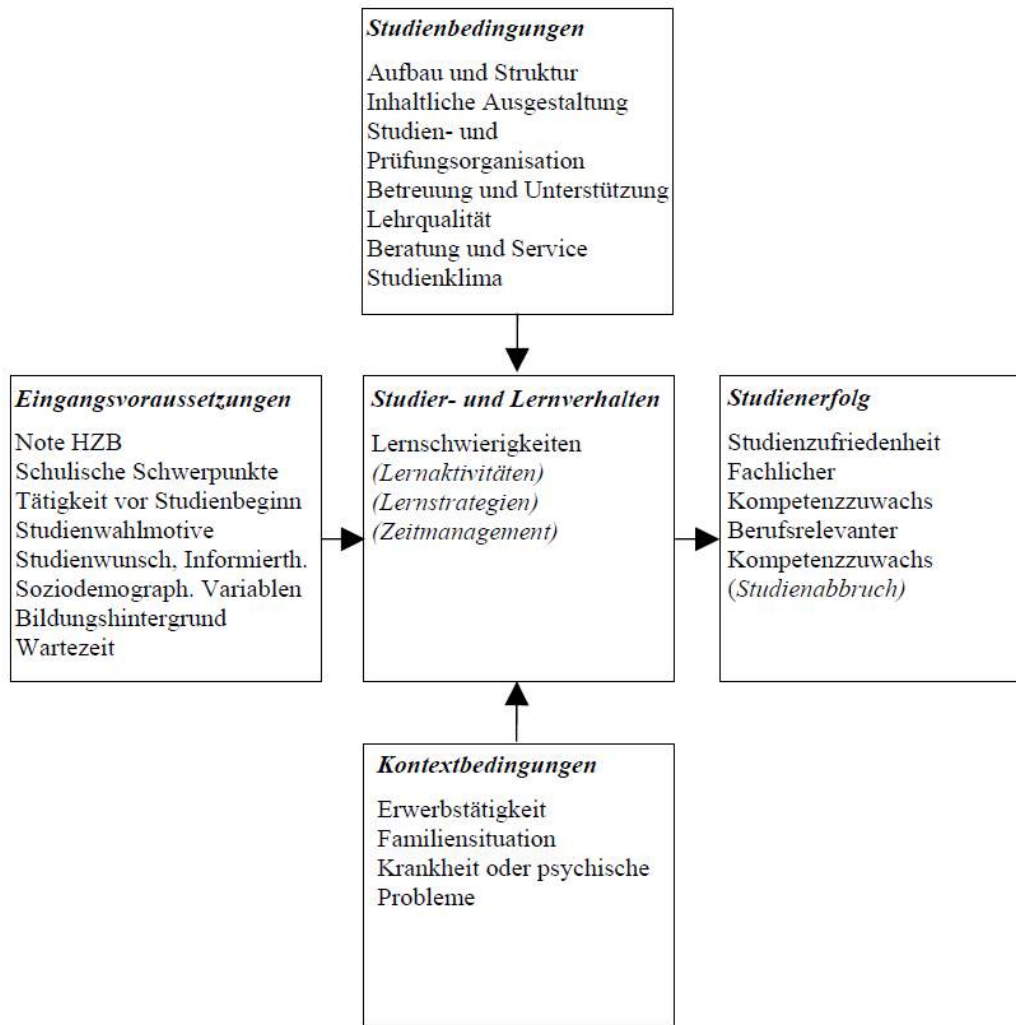 Studienbedingungen
Aufbau und Struktur
Inhaltliche Ausgestaltung
Studien- und
Prüfungsorganisation
Betreuung und Unterstützung
Lehrqualität
Beratung und Service
Studienklima
Eingangsvoraussetzungen
Note HZB
Schulische Schwerpunkte
Tätigkeit vor Studienbeginn
Studienwahlmotive
Studienwunsch, Informierth.
Soziodemograph. Variablen
Bildungshintergrund
Wartezeit
Studier- und Lernverhalten
Lernschwierigkeiten
(Lernaktivitäten)
(Lernstrategien)
(Zeitmanagement)
Studienerfolg
Studienzufriedenheit
Fachlicher
Kompetenzzuwachs
Berufsrelevanter
Kompetenzzuwachs
(Studienabbruch)
Kontextbedingungen
Erwerbstätigkeit
Familiensituation
Krankheit oder psychische
Probleme